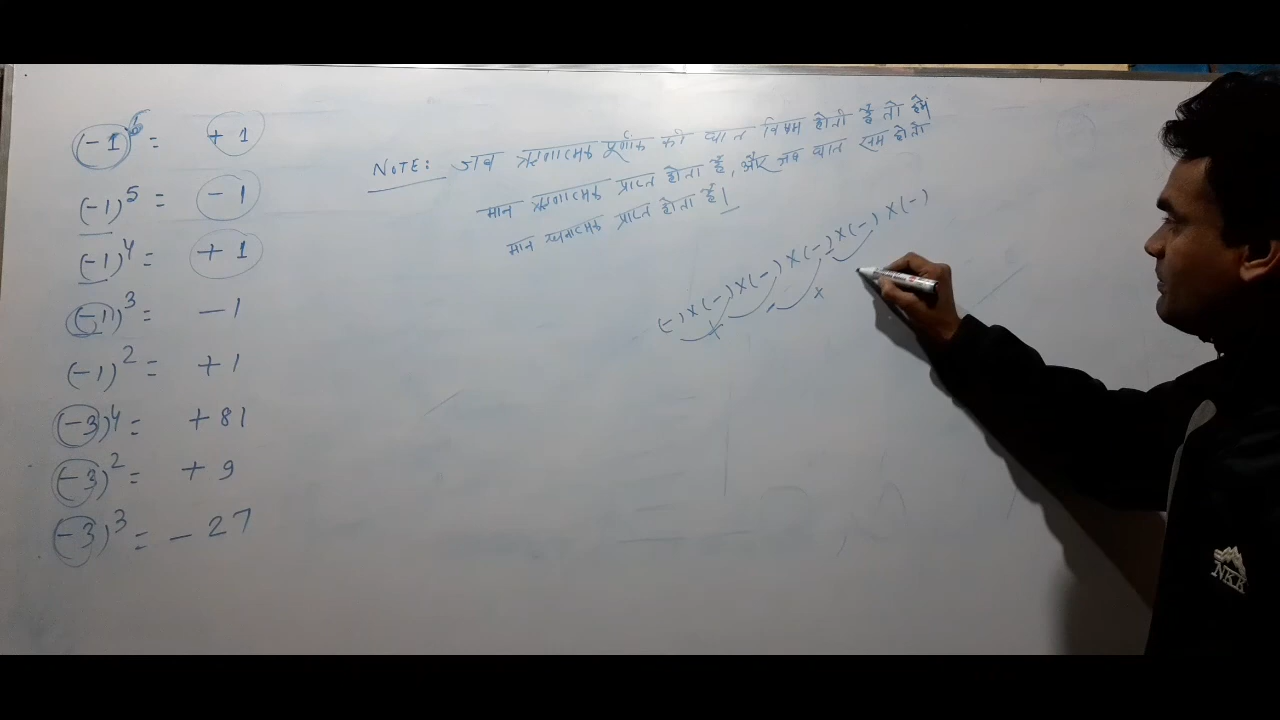 (-1)⁶ = +1
(-1)⁵ = -1
(-1)⁴ = +1
(-1)³ = -1
(-1)² = +1
(-3)⁴ = +81
(-3)² = +9
(-3)³ = -27
NOTE: जब ऋणात्मक पूर्णांक की घात विषम होती है तो हमें
मान ऋणात्मक प्राप्त होता है, और जब घात सम होती
मान धनात्मक प्राप्त होता है।
(-)×(-)×(-)×(-)×(-)×(-)
NKK